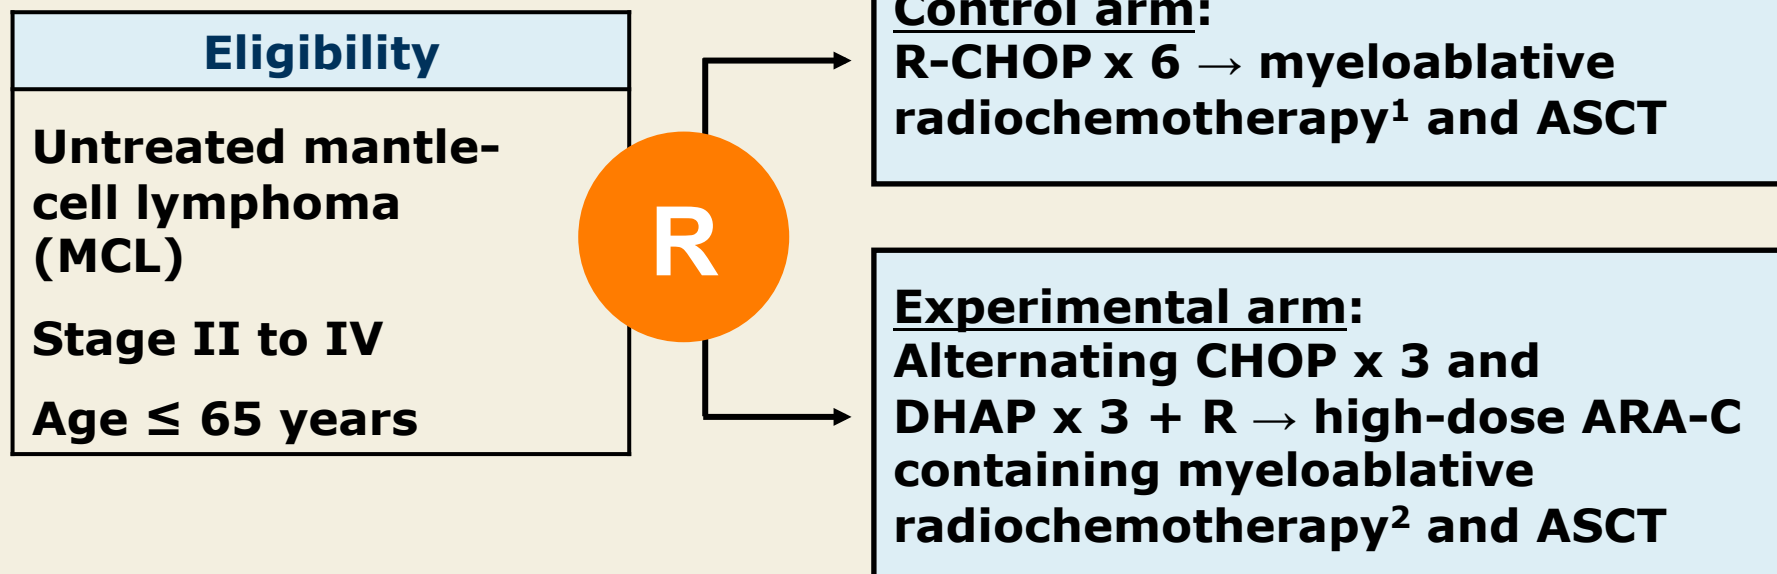 Eligibility
Untreated mantle-
cell lymphoma
(MCL)
Stage II to IV
Age ≤ 65 years
R
Control arm:
R-CHOP x 6 → myeloablative
radiochemotherapy¹ and ASCT
Experimental arm:
Alternating CHOP x 3 and
DHAP x 3 + R → high-dose ARA-C
containing myeloablative
radiochemotherapy² and ASCT